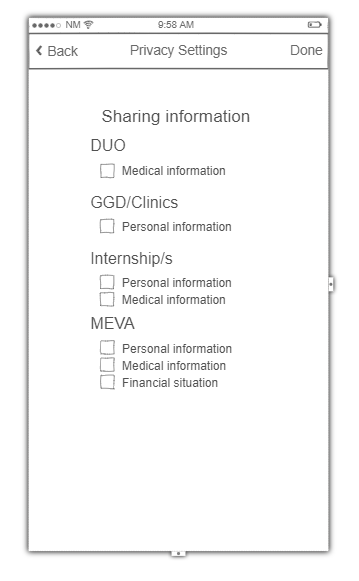 NM 9:58 AM
Back Privacy Settings Done
Sharing information
DUO
Medical information
GGD/Clinics
Personal information
Internship/s
Personal information
Medical information
MEVA
Personal information
Medical information
Financial situation